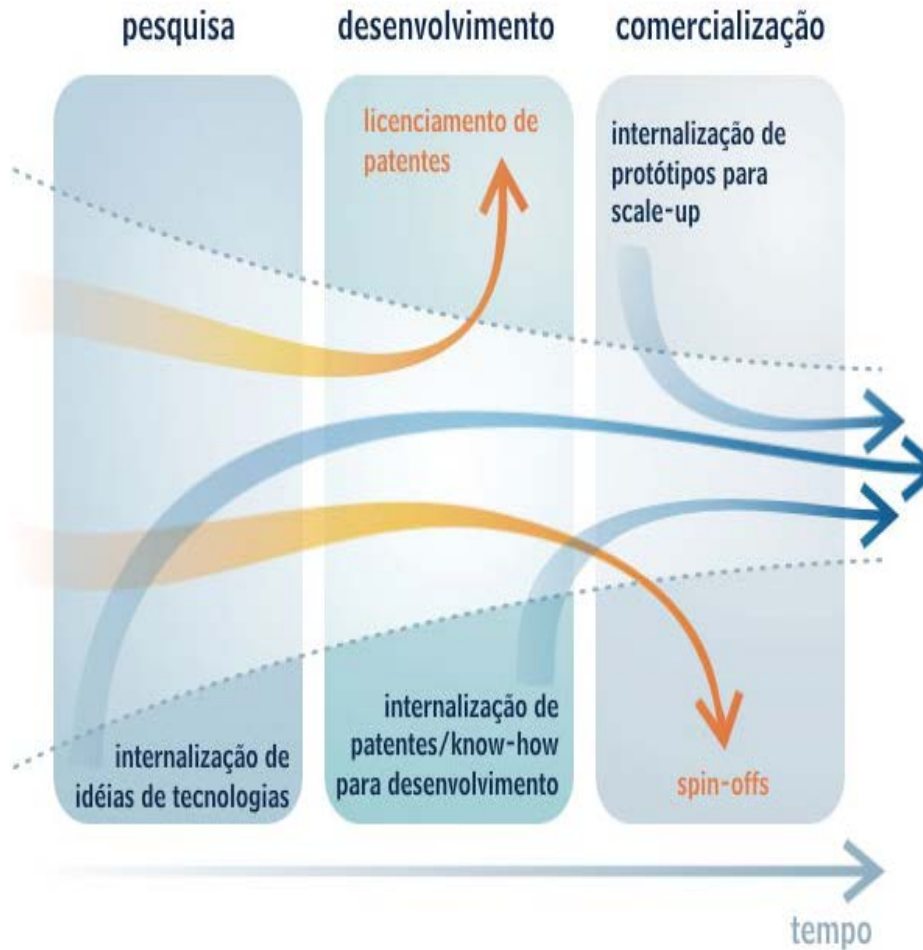 pesquisa
desenvolvimento
comercialização
licenciamento de
patentes
internalização de
protótipos para
scale-up
internalização de
idéias de tecnologias
internalização de
patentes/know-how
para desenvolvimento
spin-offs
tempo